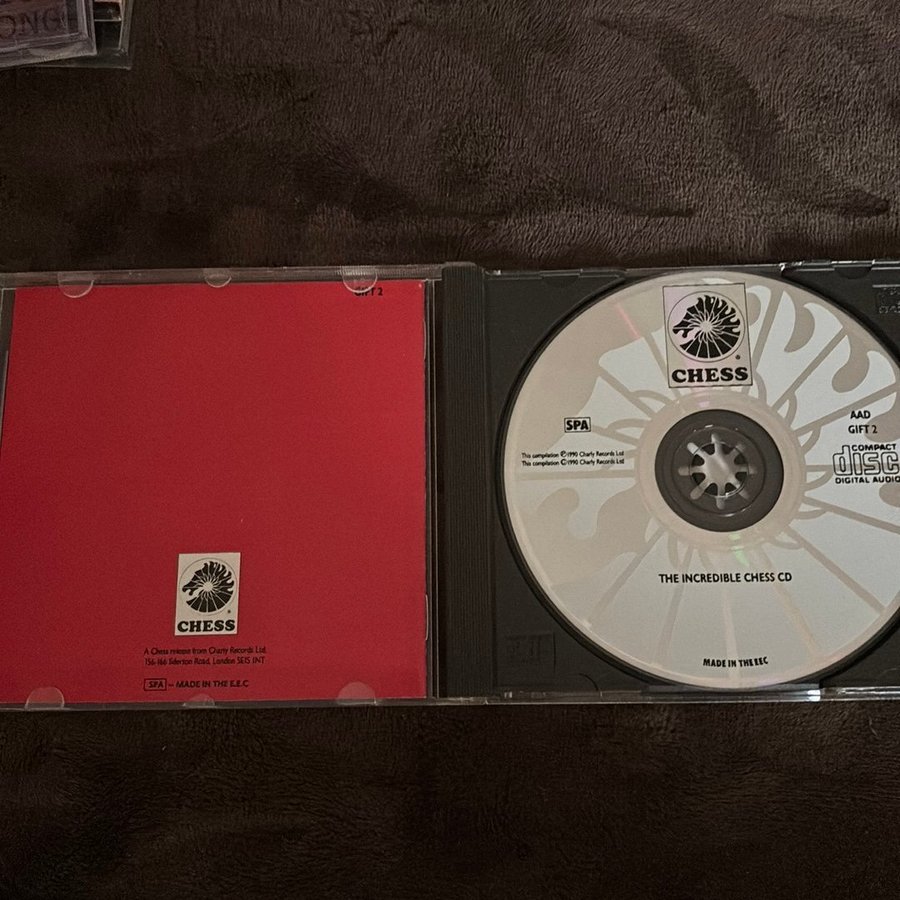 GIFT 2
CHESS
A Chess release from Charly Records Ltd.
156-166 Ilderton Road, London SE15 1NT
SPA – MADE IN THE E.E.C
CHESS
SPA
AAD
GIFT 2
This compilation ℗1990 Charly Records Ltd
This compilation ©1990 Charly Records Ltd
COMPACT
disc
DIGITAL AUDIO
THE INCREDIBLE CHESS CD
MADE IN THE EEC